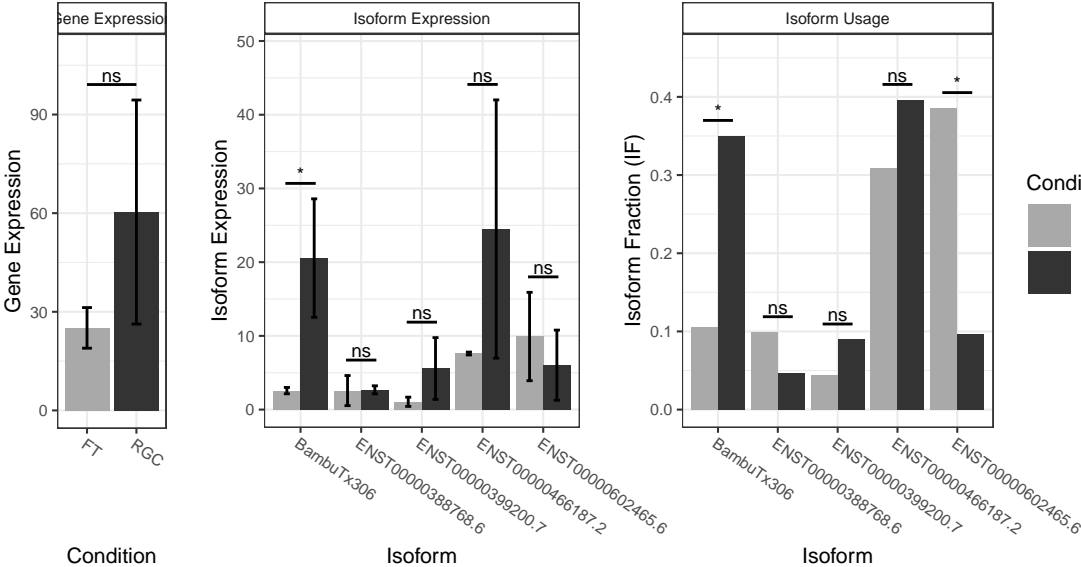 Gene Expression
Isoform Expression
Isoform Usage
Gene Expression
90
60
30
0
ns
FT
RGC
Condition
Isoform Expression
50
40
30
20
10
0
*
ns
ns
ns
ns
BambuTx306
ENST00000388768.6
ENST00000399200.7
ENST00000466187.2
ENST00000602465.6
Isoform
Isoform Fraction (IF)
0.4
0.3
0.2
0.1
0.0
*
ns
ns
ns
*
BambuTx306
ENST00000388768.6
ENST00000399200.7
ENST00000466187.2
ENST00000602465.6
Isoform
Condi